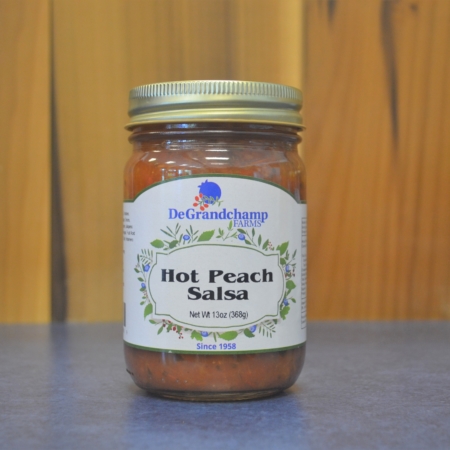 DeGrandchamp
FARMS
Hot Peach
Salsa
Net Wt 13oz (368g)
Since 1958